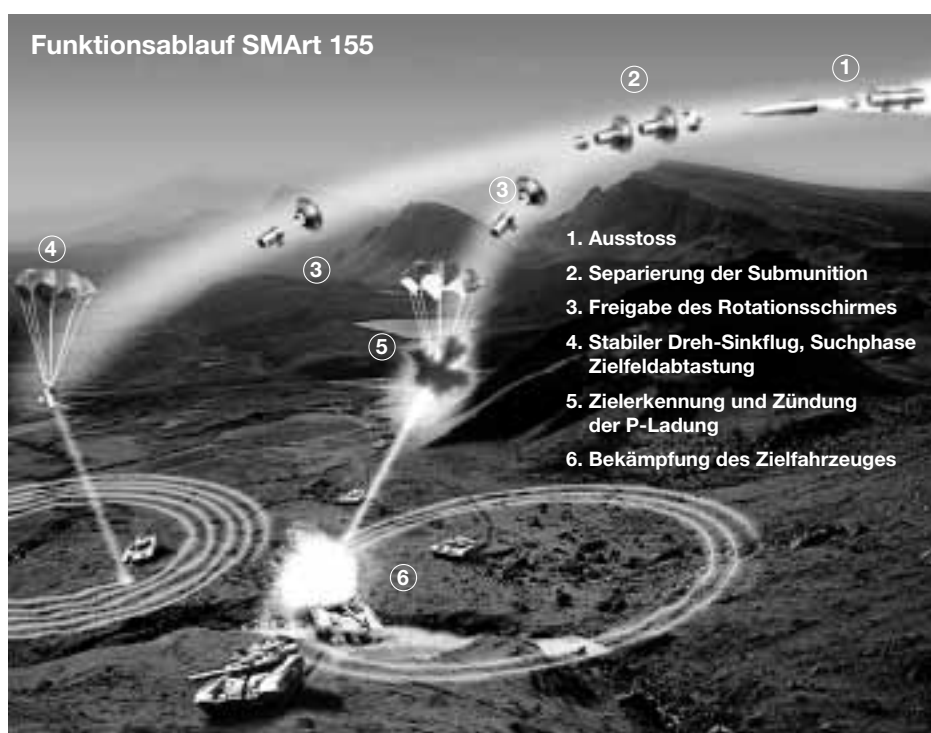 Funktionsablauf SMArt 155
1
2
3
4
3
5
6
1. Ausstoss
2. Separierung der Submunition
3. Freigabe des Rotationsschirmes
4. Stabiler Dreh-Sinkflug, Suchphase
Zielfeldabtastung
5. Zielerkennung und Zündung
der P-Ladung
6. Bekämpfung des Zielfahrzeuges